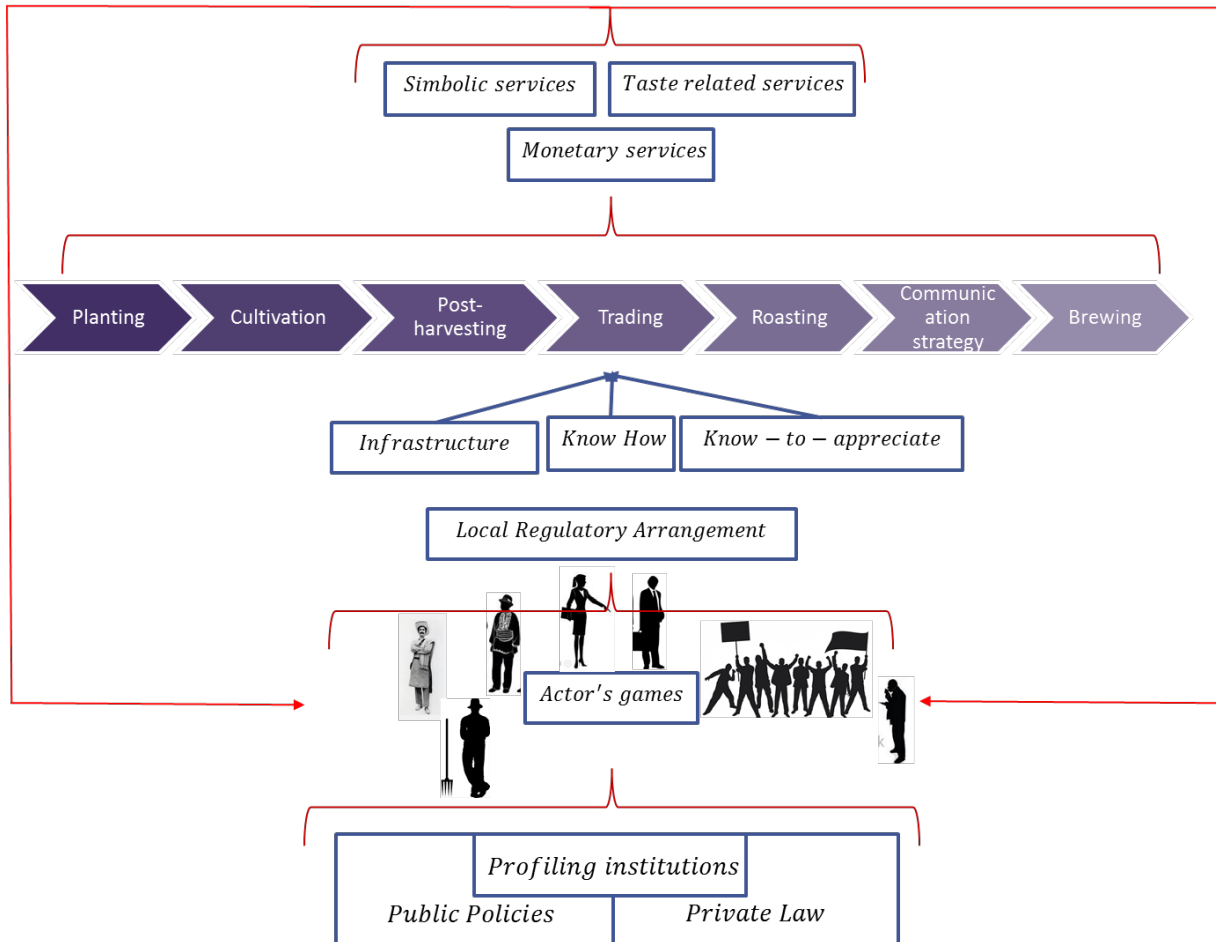 Simbolic services
Taste related services
Monetary services
Planting
Cultivation
Post-
harvesting
Trading
Roasting
Communic
ation
strategy
Brewing
Infrastructure
Know How
Know − to − appreciate
Local Regulatory Arrangement
Actor's games
k
Profiling institutions
Public Policies
Private Law